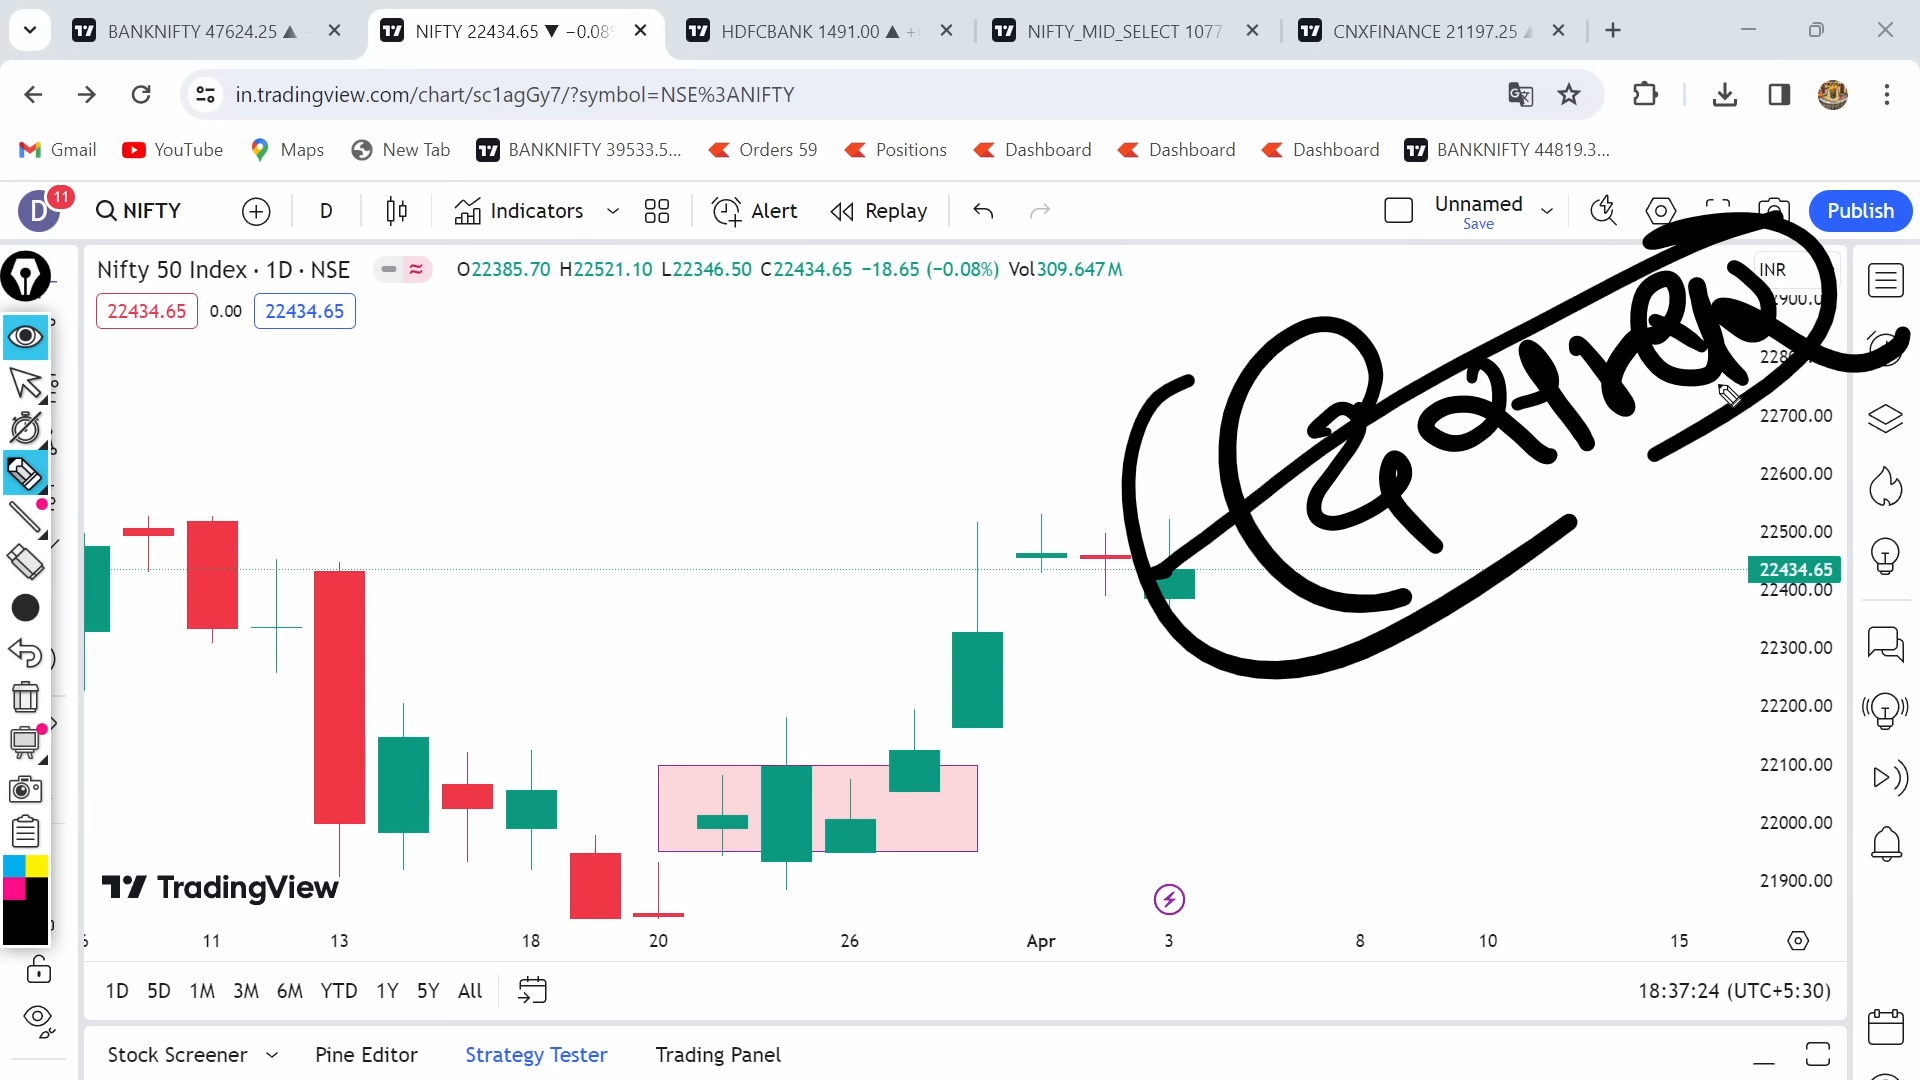 BANKNIFTY 47624.25 ▲
NIFTY 22434.65 ▼ −0.08
HDFCBANK 1491.00 ▲ +
NIFTY_MID_SELECT 1077
CNXFINANCE 21197.25
in.tradingview.com/chart/sc1agGy7/?symbol=NSE%3ANIFTY
Gmail YouTube Maps New Tab BANKNIFTY 39533.5... Orders 59 Positions Dashboard Dashboard Dashboard BANKNIFTY 44819.3...
D 11 NIFTY D Indicators Alert Replay Unnamed Save Publish
Nifty 50 Index · 1D · NSE O22385.70 H22521.10 L22346.50 C22434.65 −18.65 (−0.08%) Vol309.647M INR
22434.65 0.00 22434.65
22700.00
22600.00
22500.00
22434.65
22400.00
22300.00
22200.00
22100.00
22000.00
21900.00
TradingView
11 13 18 20 26 Apr 3 8 10 15
1D 5D 1M 3M 6M YTD 1Y 5Y All 18:37:24 (UTC+5:30)
Stock Screener Pine Editor Strategy Tester Trading Panel